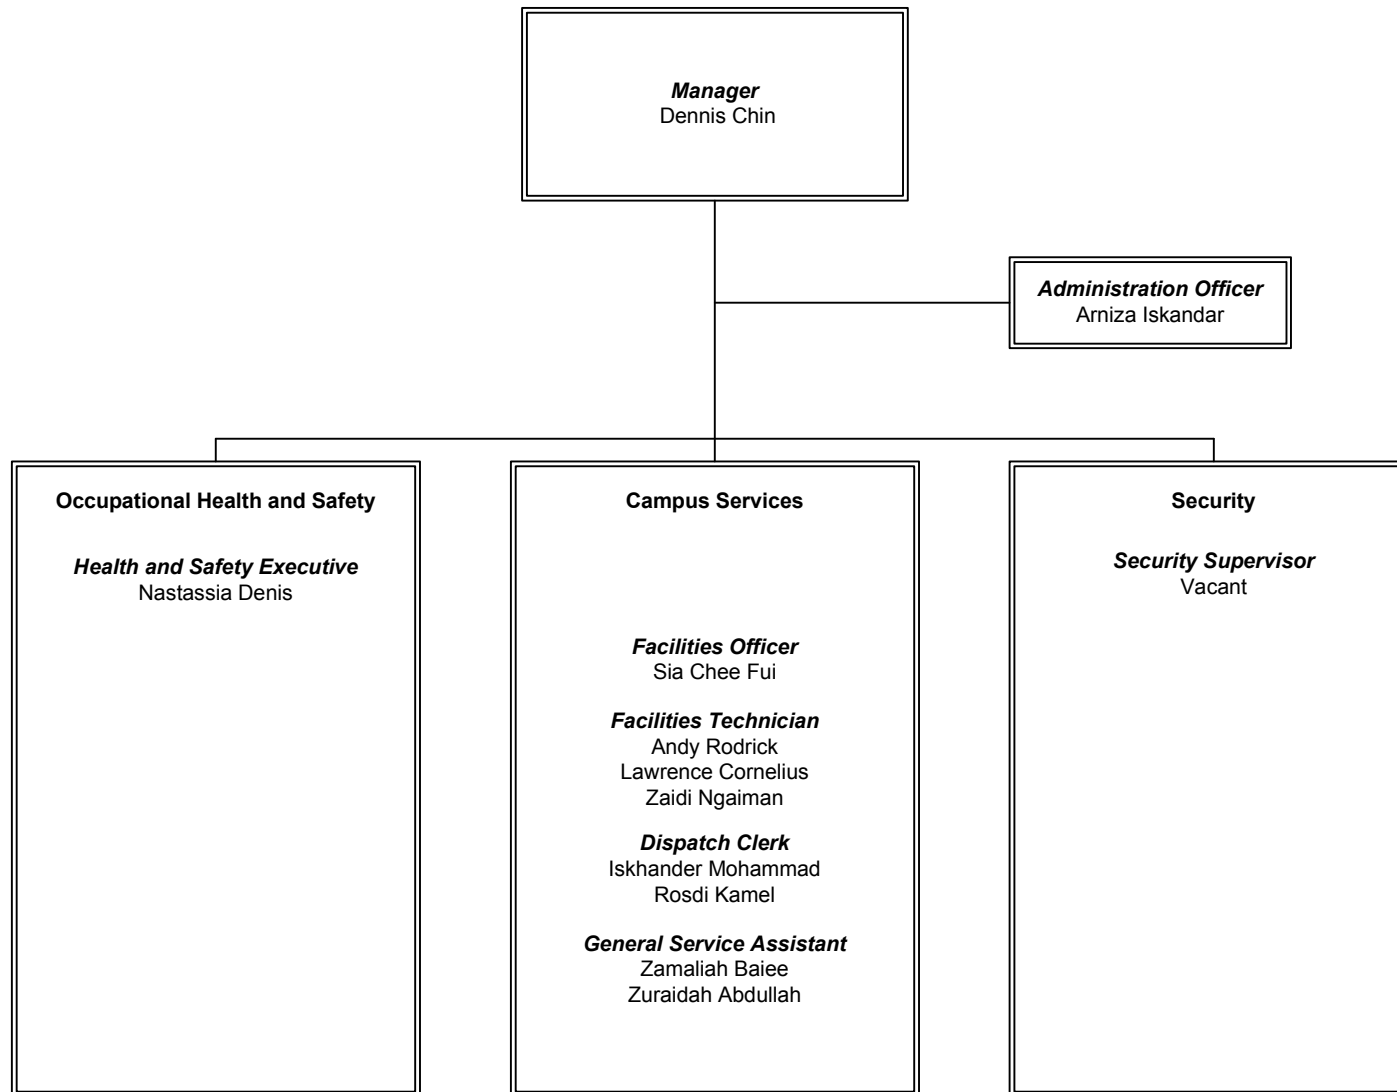 Manager
Dennis Chin
Administration Officer
Arniza Iskandar
Occupational Health and Safety
Health and Safety Executive
Nastassia Denis
Campus Services
Facilities Officer
Sia Chee Fui
Facilities Technician
Andy Rodrick
Lawrence Cornelius
Zaidi Ngaiman
Dispatch Clerk
Iskhander Mohammad
Rosdi Kamel
General Service Assistant
Zamaliah Baiee
Zuraidah Abdullah
Security
Security Supervisor
Vacant